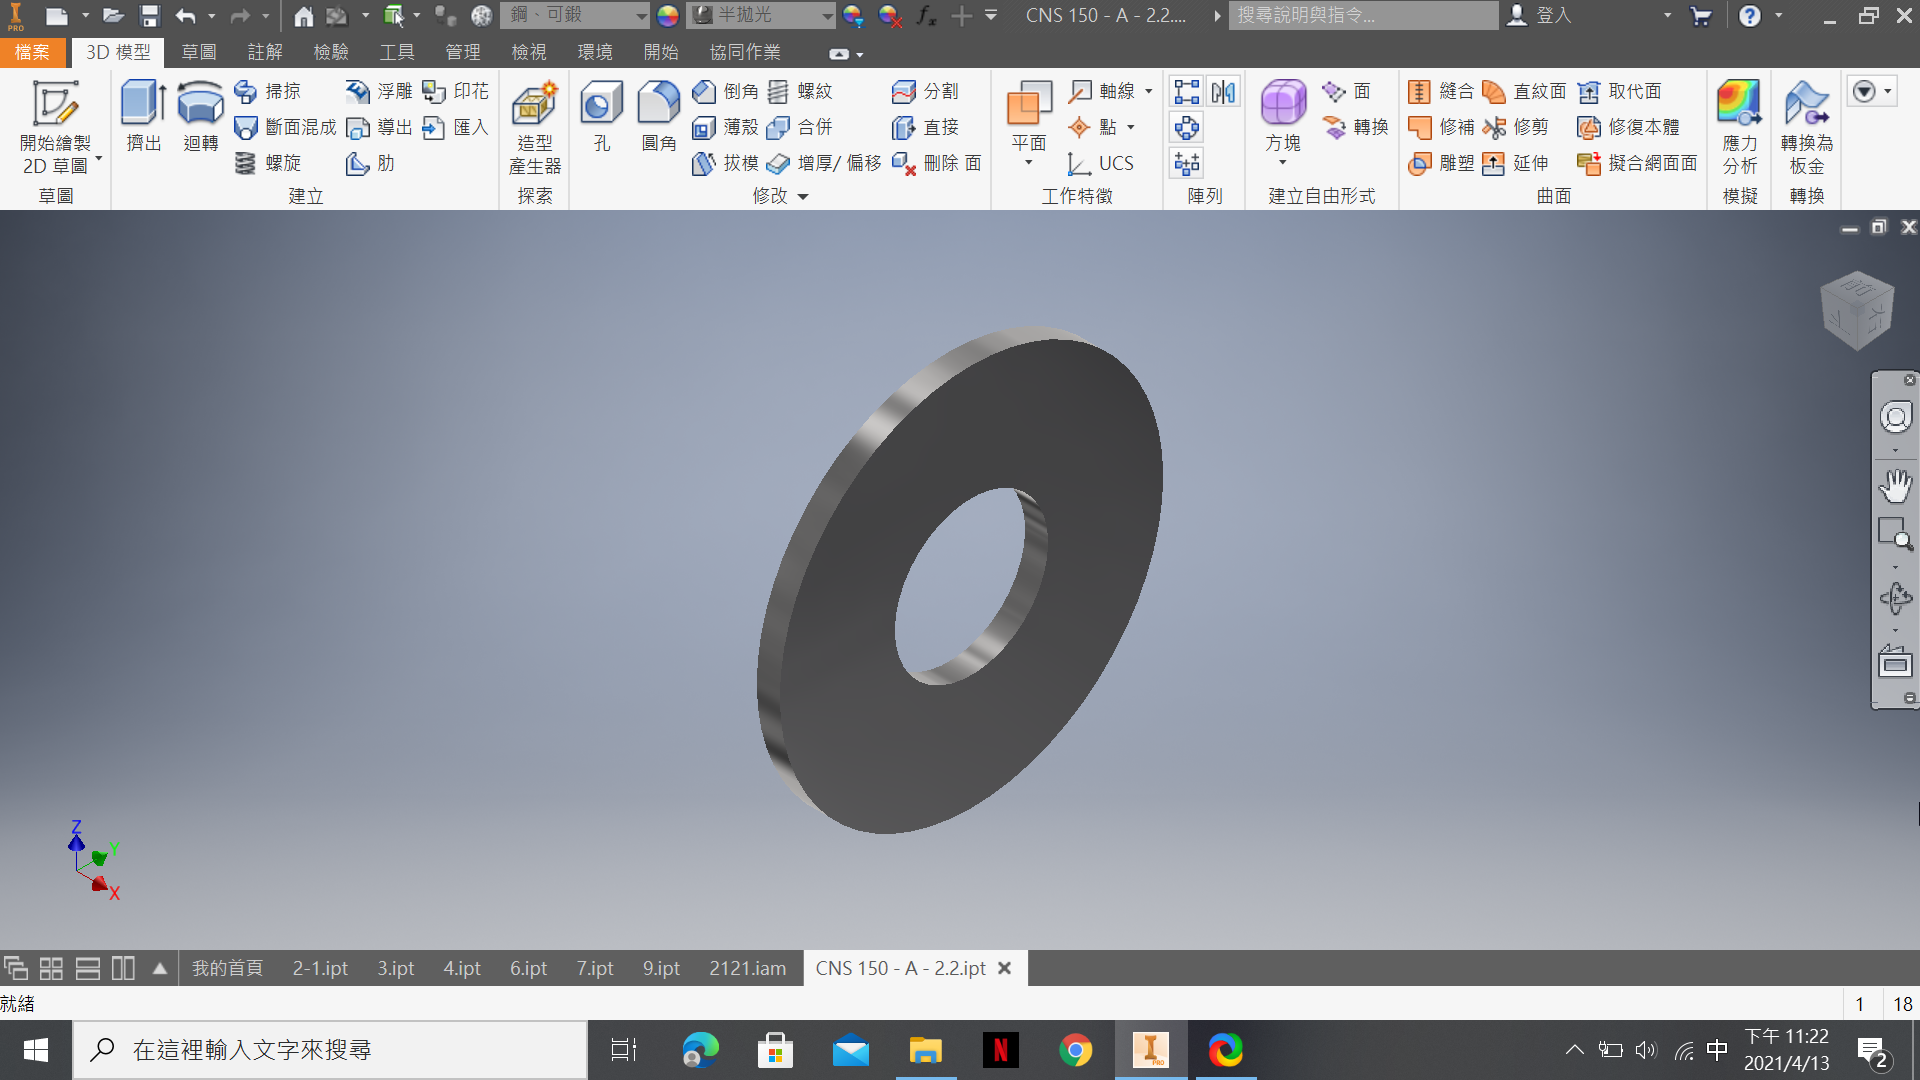 PRO
鋼、可鍛
半拋光
fx
CNS 150 - A - 2.2....
搜尋說明與指令...
登入
檔案
3D 模型
草圖
註解
檢驗
工具
管理
檢視
環境
開始
協同作業
開始繪製
2D 草圖
草圖
擠出
迴轉
掃掠
斷面混成
螺旋
浮雕
導出
肋
印花
匯入
建立
造型
產生器
探索
孔
圓角
倒角
薄殼
拔模
螺紋
合併
增厚/ 偏移
分割
直接
刪除 面
修改
平面
軸線
點
UCS
工作特徵
陣列
方塊
面
轉換
建立自由形式
縫合
修補
雕塑
直紋面
修剪
延伸
取代面
修復本體
擬合網面面
曲面
應力
分析
模擬
轉換為
板金
轉換
Z
Y
X
我的首頁
2-1.ipt
3.ipt
4.ipt
6.ipt
7.ipt
9.ipt
2121.iam
CNS 150 - A - 2.2.ipt
就緒
1
18
在這裡輸入文字來搜尋
N
I
PRO
中
下午 11:22
2021/4/13
2